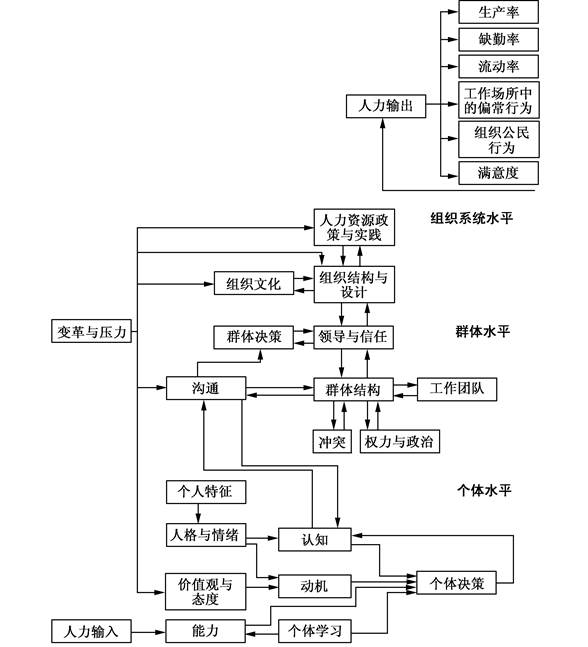 生产率
缺勤率
流动率
人力输出
工作场所中
的偏常行为
组织公民
行为
满意度
组织系统水平
人力资源政
策与实践
组织文化
组织结构与
设计
变革与压力
群体决策
领导与信任
群体水平
沟通
群体结构
工作团队
冲突
权力与政治
个人特征
个体水平
人格与情绪
认知
价值观与
态度
动机
个体决策
人力输入
能力
个体学习